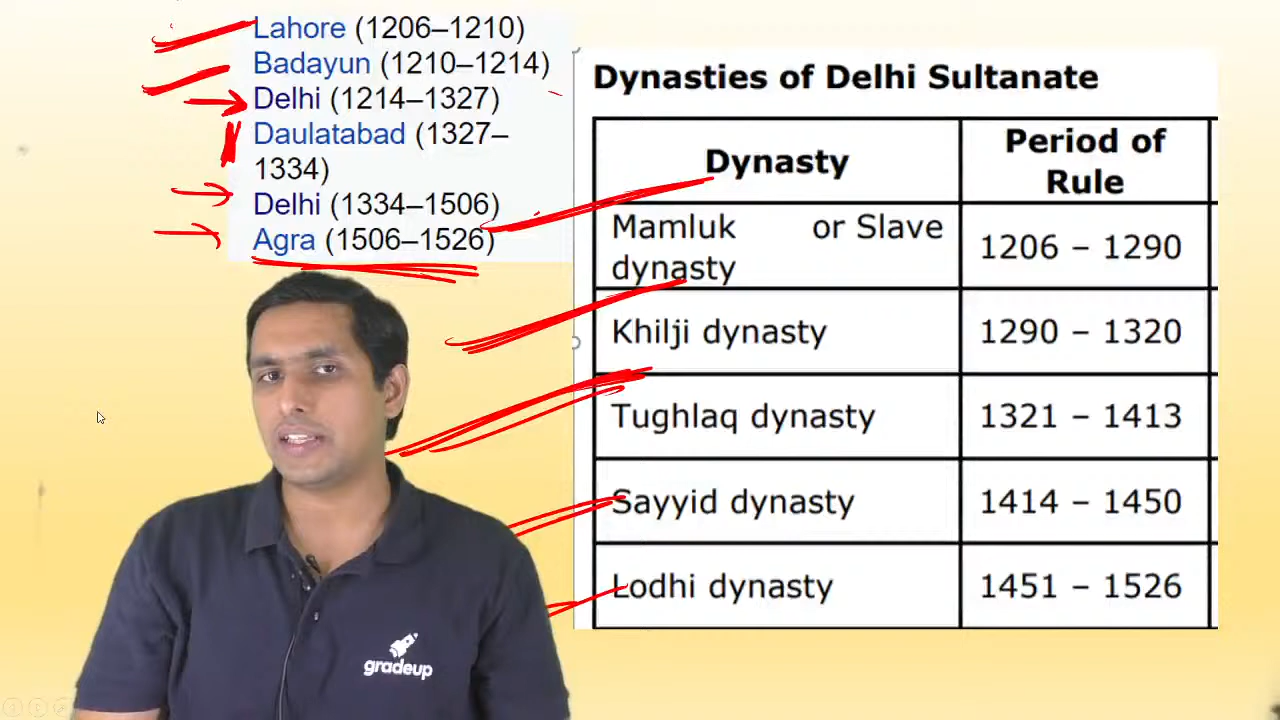 Lahore (1206–1210)
Badayun (1210–1214)
Delhi (1214–1327)
Daulatabad (1327–
1334)
Delhi (1334–1506)
Agra (1506–1526)
Dynasties of Delhi Sultanate
Dynasty
Period of
Rule
Mamluk or Slave
dynasty
1206 – 1290
Khilji dynasty
1290 – 1320
Tughlaq dynasty
1321 – 1413
Sayyid dynasty
1414 – 1450
Lodhi dynasty
1451 – 1526
gradeup